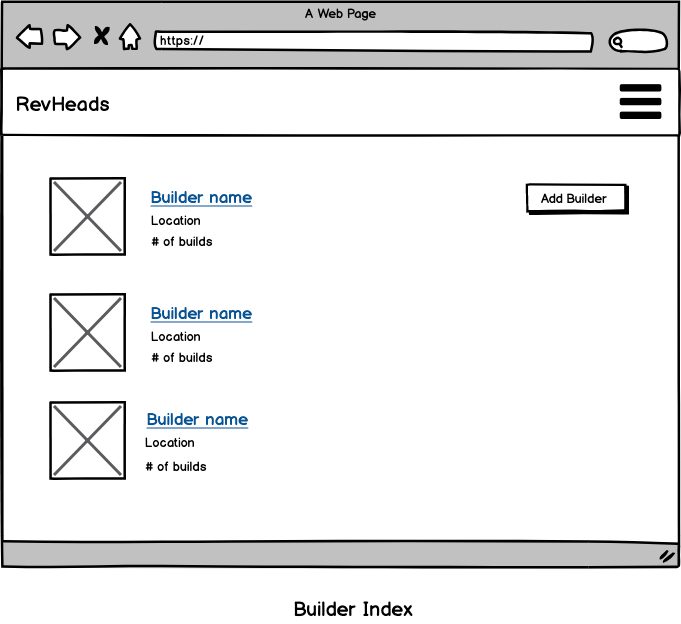 A Web Page
https://
RevHeads
Builder name
Add Builder
Location
# of builds
Builder name
Location
# of builds
Builder name
Location
# of builds
Builder Index